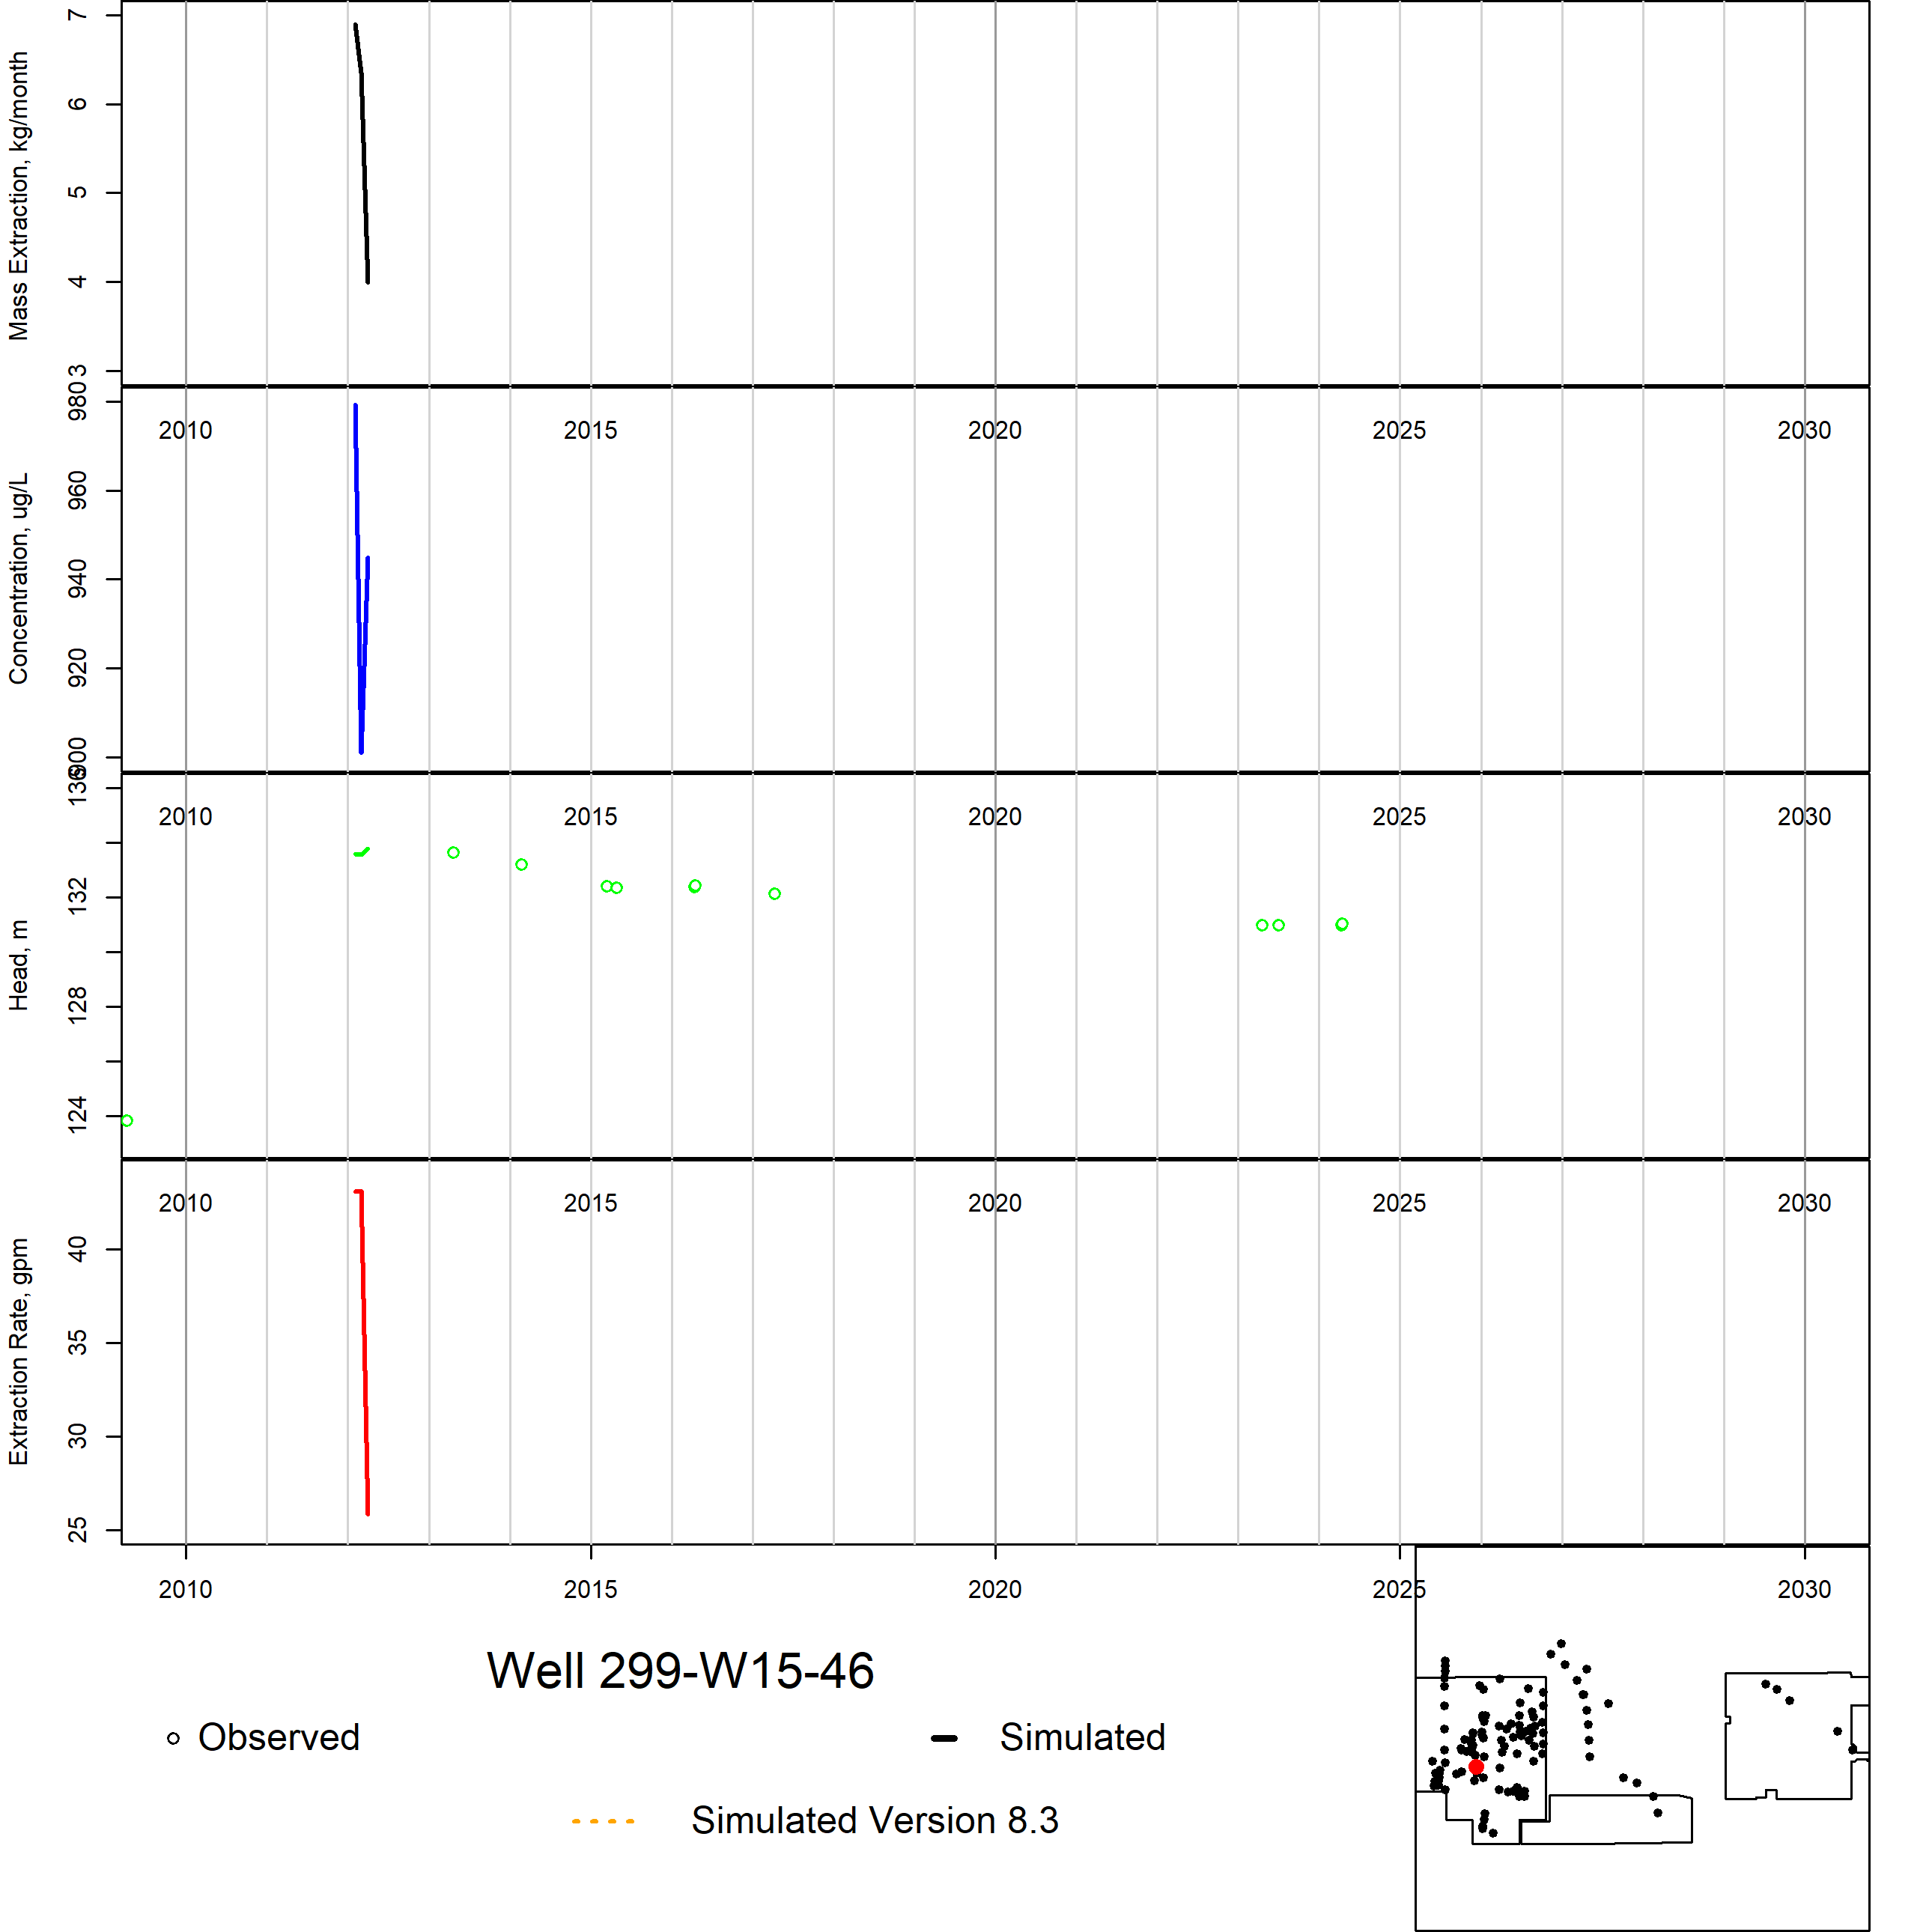 Mass Extraction, kg/month
7
6
5
4
3
2010 2015 2020 2025 2030
Concentration, ug/L
980
960
940
920
900
2010 2015 2020 2025 2030
Head, m
136
132
128
124
2010 2015 2020 2025 2030
Extraction Rate, gpm
40
35
30
25
2010 2015 2020 2025 2030
Well 299-W15-46
Observed
Simulated
Simulated Version 8.3